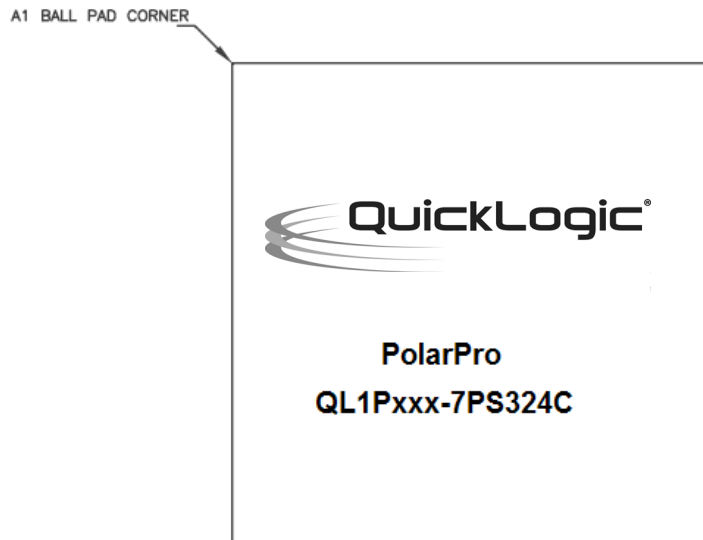 A1 BALL PAD CORNER
QuickLogic®
PolarPro
QL1Pxxx-7PS324C